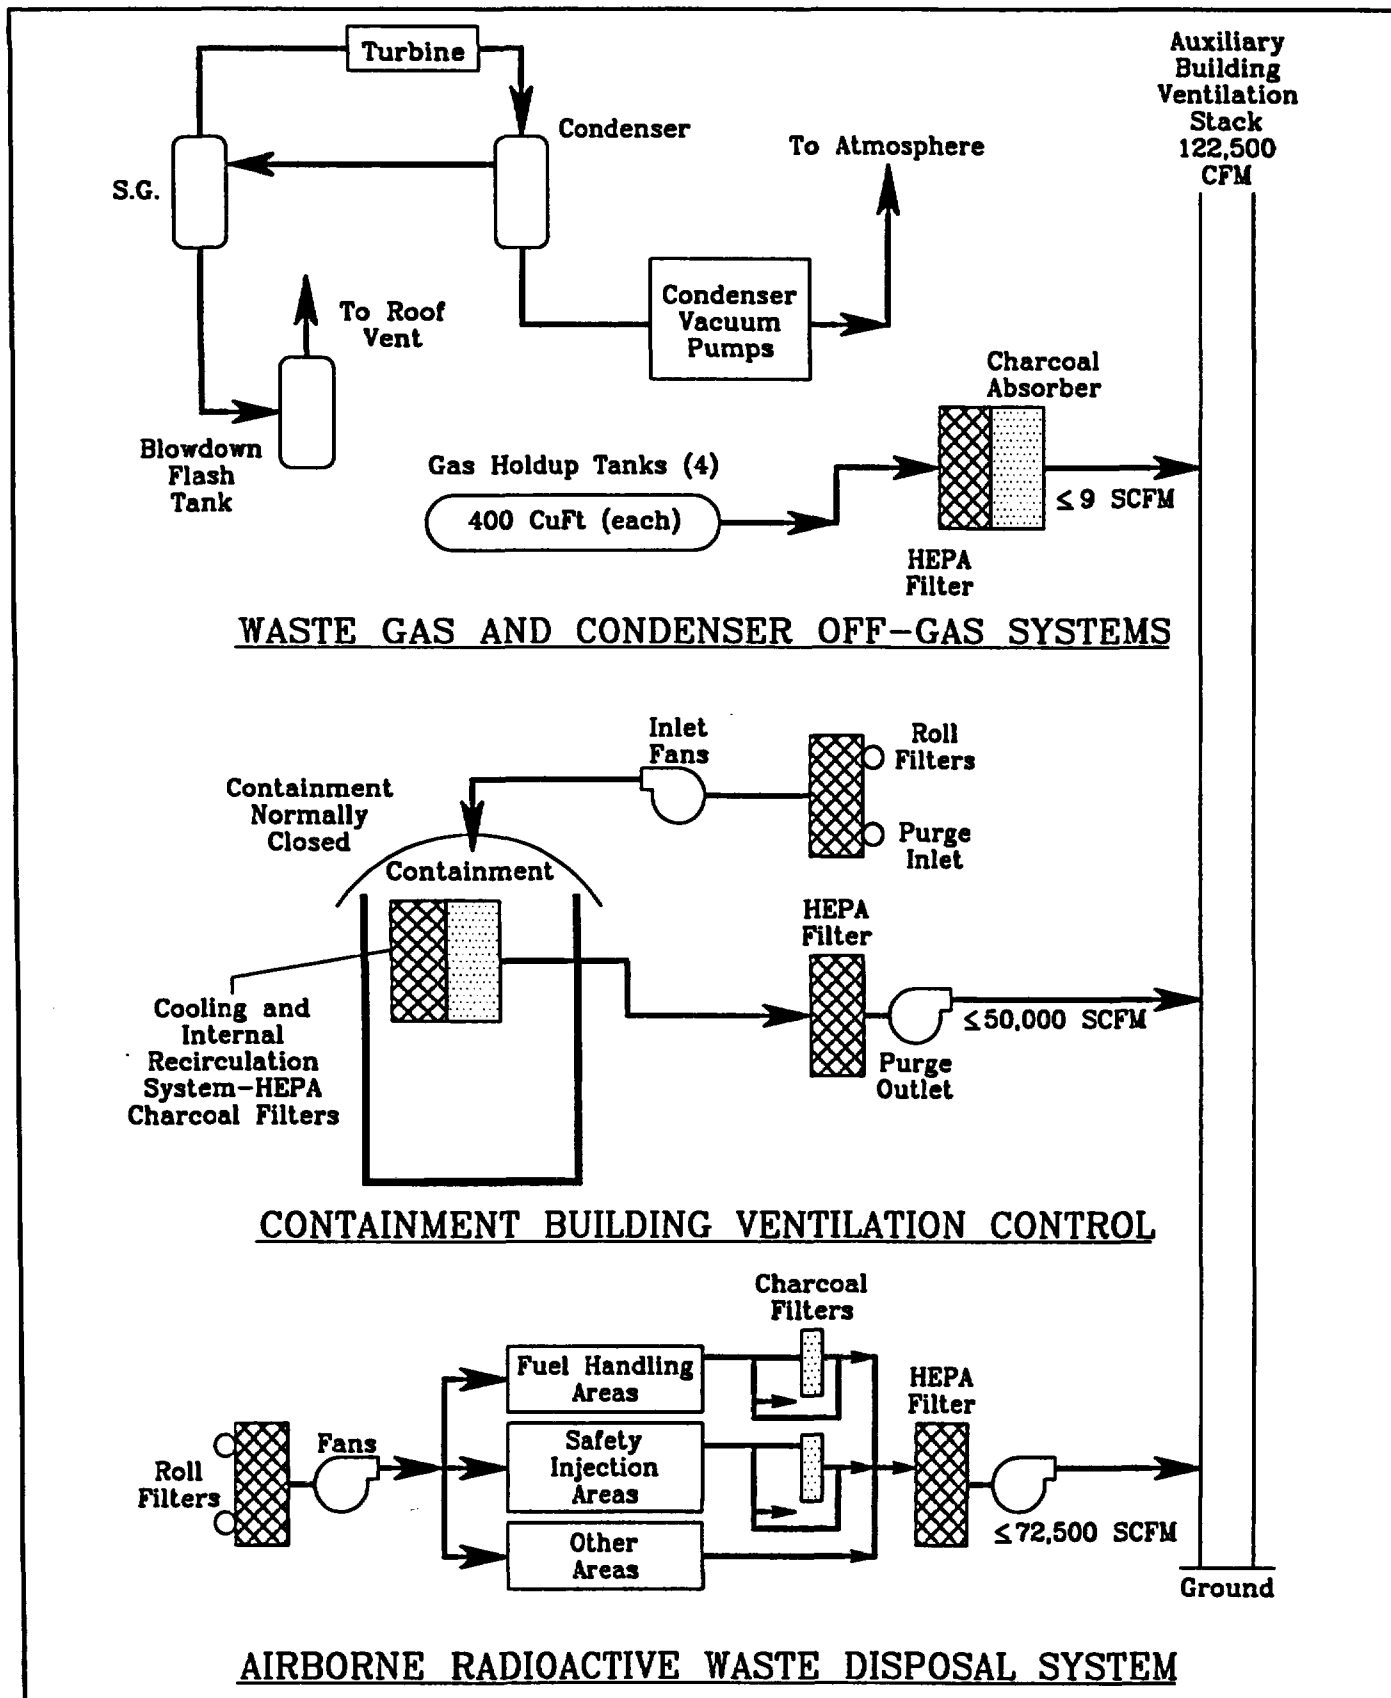 Turbine
Auxiliary
Building
Ventilation
Stack
122,500
CFM
Condenser
To Atmosphere
S.G.
To Roof
Vent
Condenser
Vacuum
Pumps
Charcoal
Absorber
Blowdown
Flash
Tank
Gas Holdup Tanks (4)
400 CuFt (each)
≤9 SCFM
HEPA
Filter
WASTE GAS AND CONDENSER OFF-GAS SYSTEMS
Inlet
Fans
Roll
Filters
Containment
Normally
Closed
Purge
Inlet
Containment
HEPA
Filter
Cooling and
Internal
Recirculation
System-HEPA
Charcoal Filters
≤50,000 SCFM
Purge
Outlet
CONTAINMENT BUILDING VENTILATION CONTROL
Charcoal
Filters
Fuel Handling
Areas
HEPA
Filter
Fans
Roll
Filters
Safety
Injection
Areas
≤72,500 SCFM
Other
Areas
Ground
AIRBORNE RADIOACTIVE WASTE DISPOSAL SYSTEM